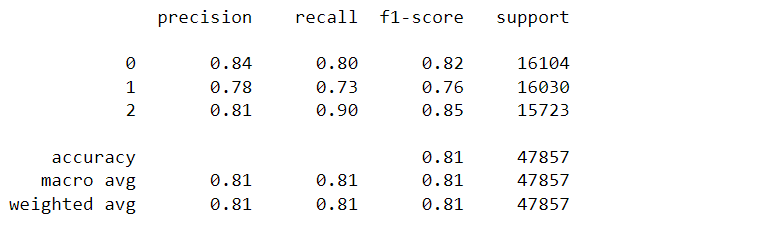 precision recall f1-score support
0 0.84 0.80 0.82 16104
1 0.78 0.73 0.76 16030
2 0.81 0.90 0.85 15723
accuracy 0.81 47857
macro avg 0.81 0.81 0.81 47857
weighted avg 0.81 0.81 0.81 47857